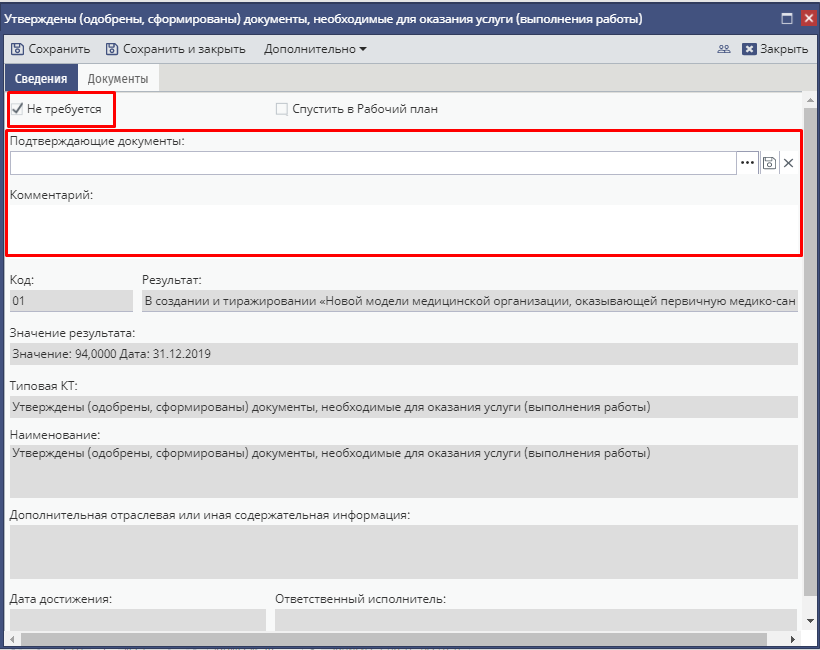 Утверждены (одобрены, сформированы) документы, необходимые для оказания услуги (выполнения работы)
Сохранить Сохранить и закрыть Дополнительно Закрыть
Сведения Документы
Не требуется Спустить в Рабочий план
Подтверждающие документы:
Комментарий:
Код: Результат:
01 В создании и тиражировании «Новой модели медицинской организации, оказывающей первичную медико-сан
Значение результата:
Значение: 94,0000 Дата: 31.12.2019
Типовая КТ:
Утверждены (одобрены, сформированы) документы, необходимые для оказания услуги (выполнения работы)
Наименование:
Утверждены (одобрены, сформированы) документы, необходимые для оказания услуги (выполнения работы)
Дополнительная отраслевая или иная содержательная информация:
Дата достижения: Ответственный исполнитель: